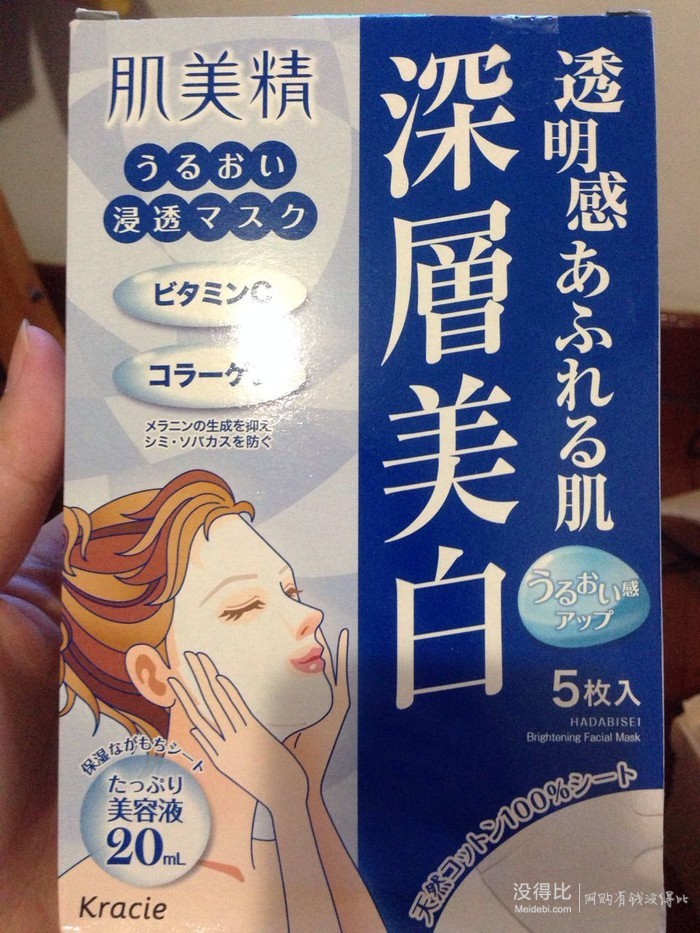 肌美精
うるおい
浸透マスク
ビタミンC
コラーゲン
メラニンの生成を抑え
シミ・ソバカスを防ぐ
透明感あふれる肌
深層美白
うるおい感
アップ
5枚入
HADABISEI
Brightening Facial Mask
保湿ながもちシート
たっぷり
美容液
20mL
天然コットン100%シート
Kracie
没得比
Meidebi.com
网购有钱没得比